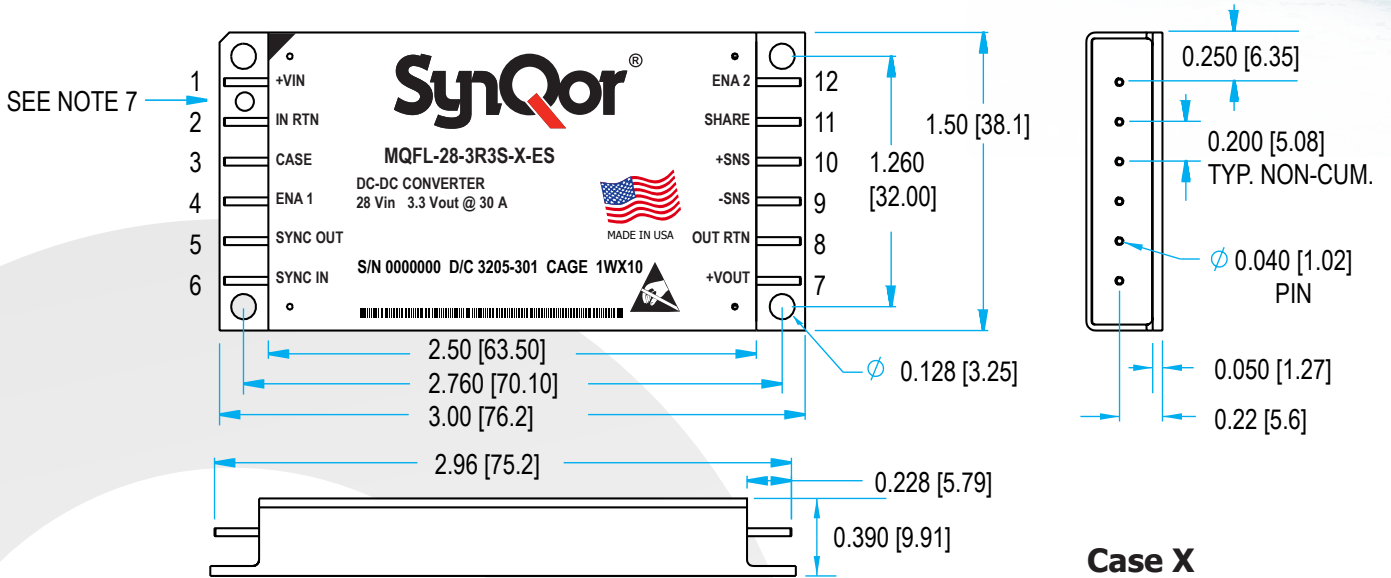 SynQor®
SEE NOTE 7
1 +VIN
2 IN RTN
3 CASE
4 ENA 1
5 SYNC OUT
6 SYNC IN
MQFL-28-3R3S-X-ES
DC-DC CONVERTER
28 Vin 3.3 Vout @ 30 A
MADE IN USA
S/N 0000000 D/C 3205-301 CAGE 1WX10
ENA 2 12
SHARE 11
+SNS 10
-SNS 9
OUT RTN 8
+VOUT 7
1.260
[32.00]
1.50 [38.1]
2.50 [63.50]
2.760 [70.10]
3.00 [76.2]
∅ 0.128 [3.25]
0.250 [6.35]
0.200 [5.08]
TYP. NON-CUM.
∅ 0.040 [1.02]
PIN
0.050 [1.27]
0.22 [5.6]
2.96 [75.2]
0.228 [5.79]
0.390 [9.91]
Case X